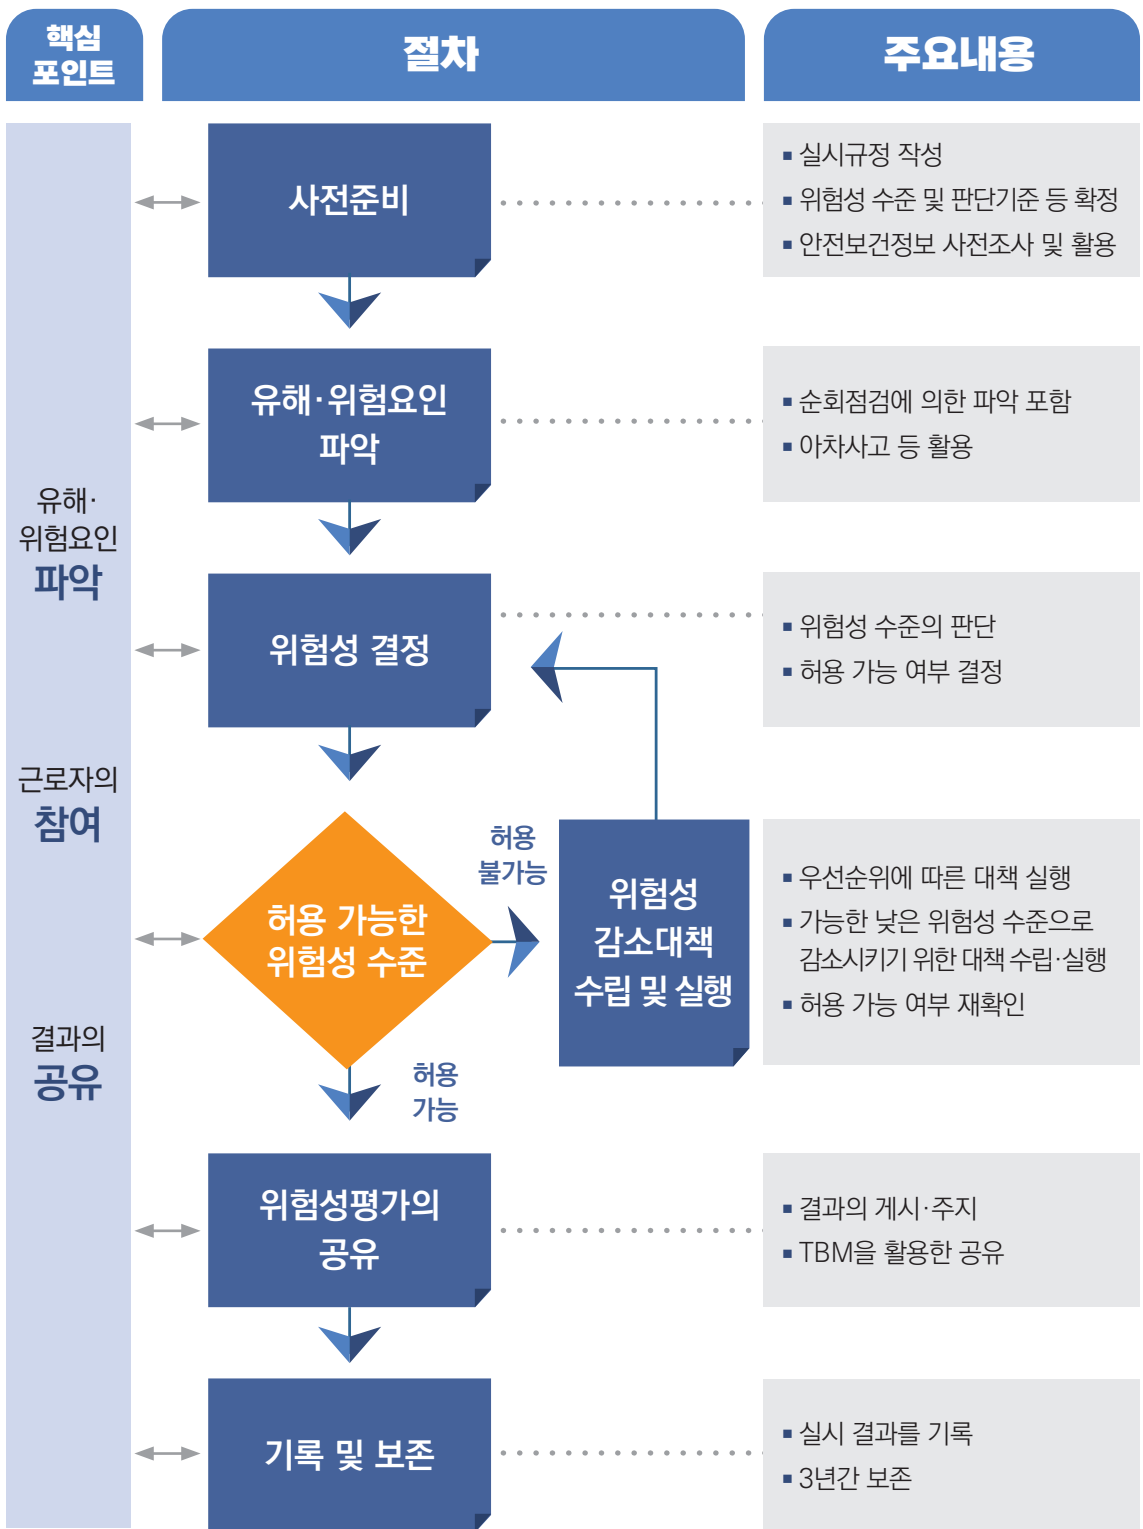 핵심
포인트
절차
주요내용
사전준비
▪ 실시규정 작성
▪ 위험성 수준 및 판단기준 등 확정
▪ 안전보건정보 사전조사 및 활용
유해·위험요인
파악
▪ 순회점검에 의한 파악 포함
▪ 아차사고 등 활용
유해·
위험요인
파악
위험성 결정
▪ 위험성 수준의 판단
▪ 허용 가능 여부 결정
근로자의
참여
허용 가능한
위험성 수준
허용
불가능
위험성
감소대책
수립 및 실행
▪ 우선순위에 따른 대책 실행
▪ 가능한 낮은 위험성 수준으로
감소시키기 위한 대책 수립·실행
▪ 허용 가능 여부 재확인
결과의
공유
허용
가능
위험성평가의
공유
▪ 결과의 게시·주지
▪ TBM을 활용한 공유
기록 및 보존
▪ 실시 결과를 기록
▪ 3년간 보존